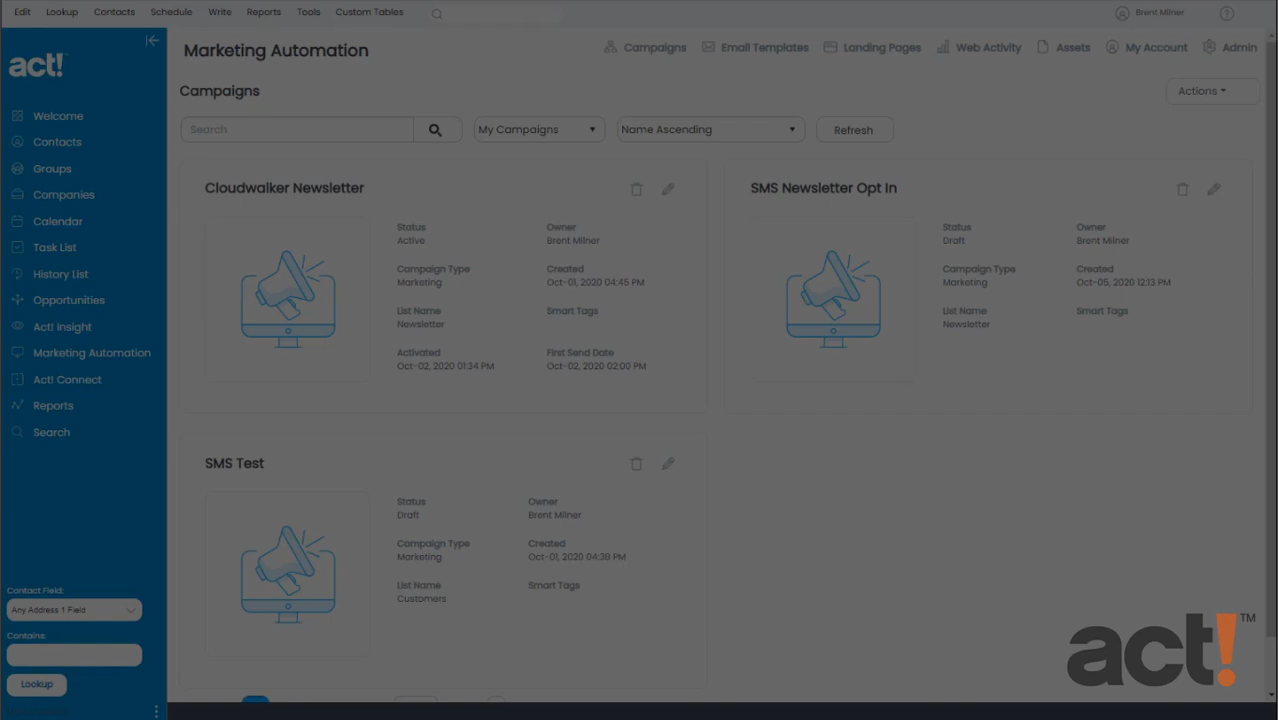 Edit Lookup Contacts Schedule Write Reports Tools Custom Tables Brent Milner
act!
Marketing Automation
Campaigns Email Templates Landing Pages Web Activity Assets My Account Admin
Campaigns
Actions
Search
My Campaigns
Name Ascending
Refresh
Welcome
Contacts
Groups
Companies
Calendar
Task List
History List
Opportunities
Act! Insight
Marketing Automation
Act! Connect
Reports
Search
Contact Field:
Any Address 1 Field
Contains:
Lookup
Cloudwalker Newsletter
Status
Active
Owner
Brent Milner
Campaign Type
Marketing
Created
Oct-01, 2020 04:45 PM
List Name
Newsletter
Smart Tags
Activated
Oct-02, 2020 01:34 PM
First Send Date
Oct-02, 2020 02:00 PM
SMS Newsletter Opt In
Status
Draft
Owner
Brent Milner
Campaign Type
Marketing
Created
Oct-05, 2020 12:13 PM
List Name
Newsletter
Smart Tags
SMS Test
Status
Draft
Owner
Brent Milner
Campaign Type
Marketing
Created
Oct-01, 2020 04:39 PM
List Name
Customers
Smart Tags
act!™